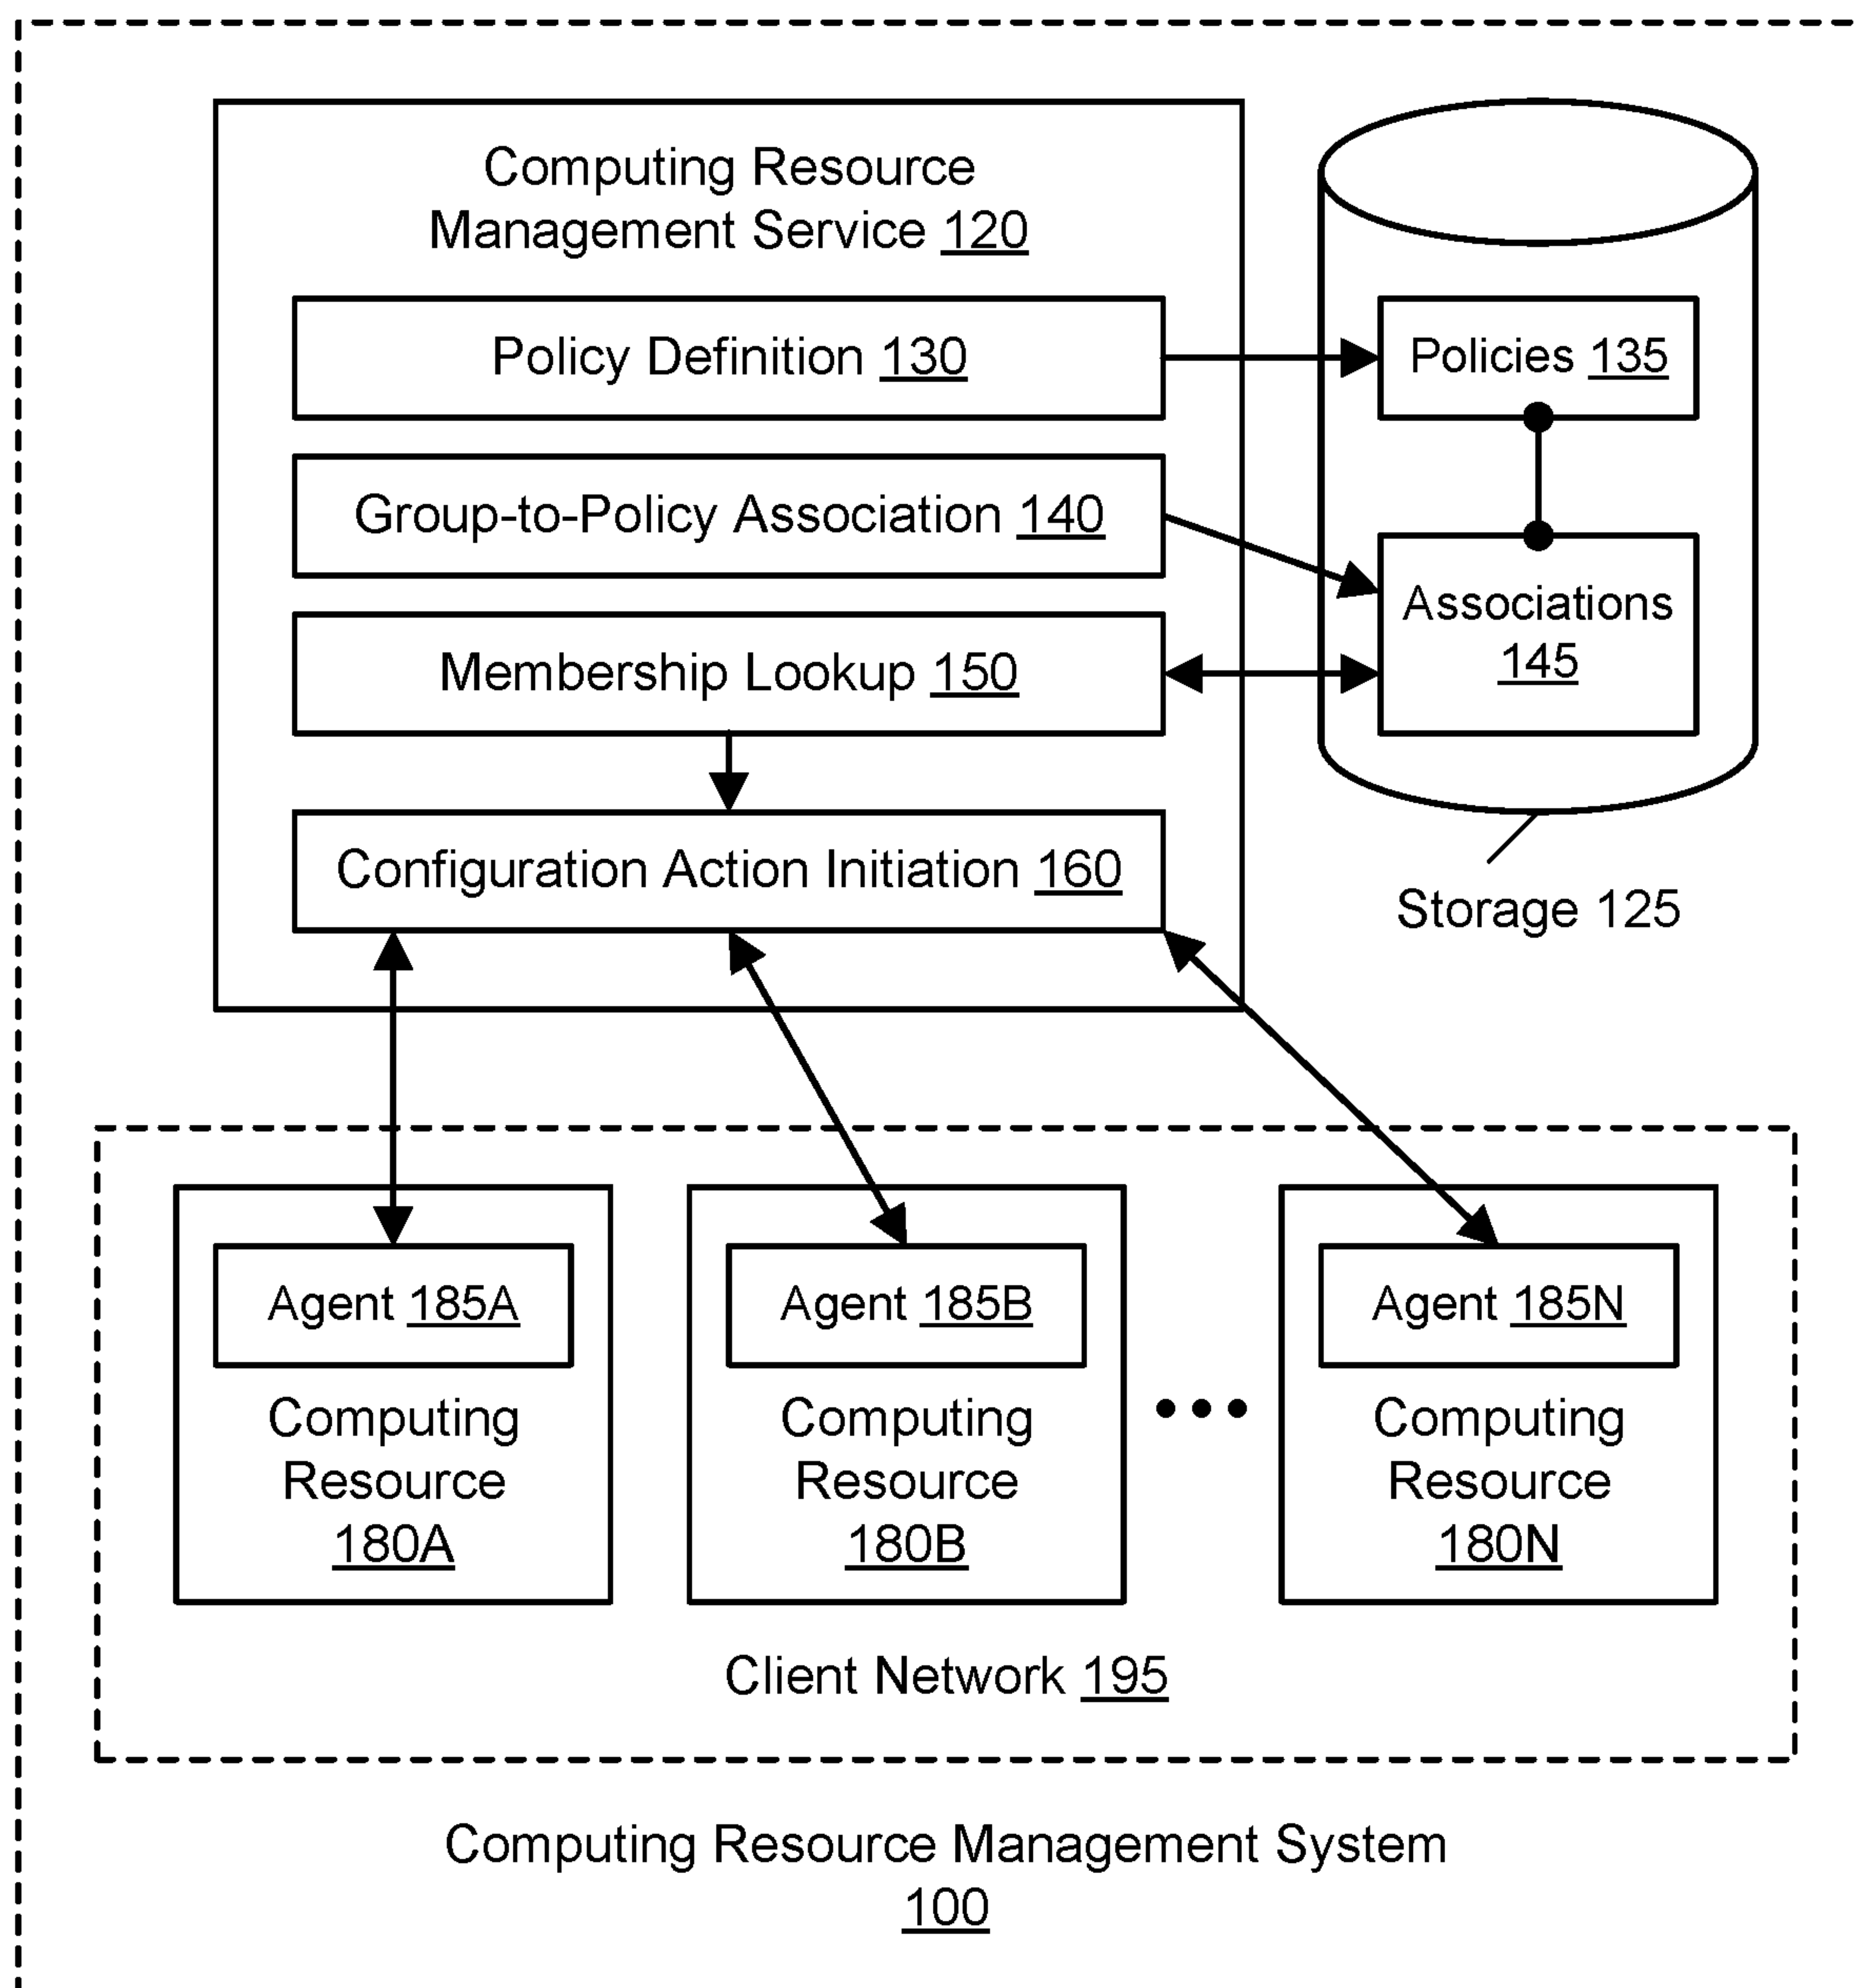 Computing Resource
Management Service 120
Policy Definition 130
Policies 135
Group-to-Policy Association 140
Associations
145
Membership Lookup 150
Configuration Action Initiation 160
Storage 125
Agent 185A
Agent 185B
Agent 185N
Computing
Resource
180A
Computing
Resource
180B
Computing
Resource
180N
Client Network 195
Computing Resource Management System
100